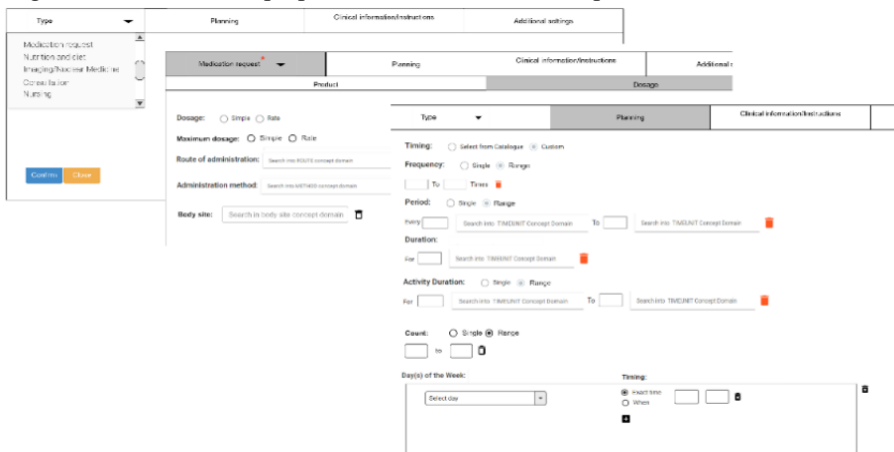 Type Planning Clinical information/Instructions Additional settings
Medication request
Nutrition and diet
Imaging/Nuclear Medicine
Consultation
Nursing
Confirm Close
Medication request * Planning Clinical information/Instructions Additional s
Product Dosage
Dosage: Simple Rate
Maximum dosage: Simple Rate
Route of administration: Search into ROUTE concept domain
Administration method: Search into METHOD concept domain
Body site: Search in body site concept domain
Type Planning Clinical information/Instructions
Timing: Select from Catalogue Custom
Frequency: Single Range
To Times
Period: Single Range
Every Search into TIMEUNIT Concept Domain To Search into TIMEUNIT Concept Domain
Duration:
For Search into TIMEUNIT Concept Domain
Activity Duration: Single Range
For Search into TIMEUNIT Concept Domain To Search into TIMEUNIT Concept Domain
Count: Single Range
to
Day(s) of the Week: Timing:
Select day Exact time
When